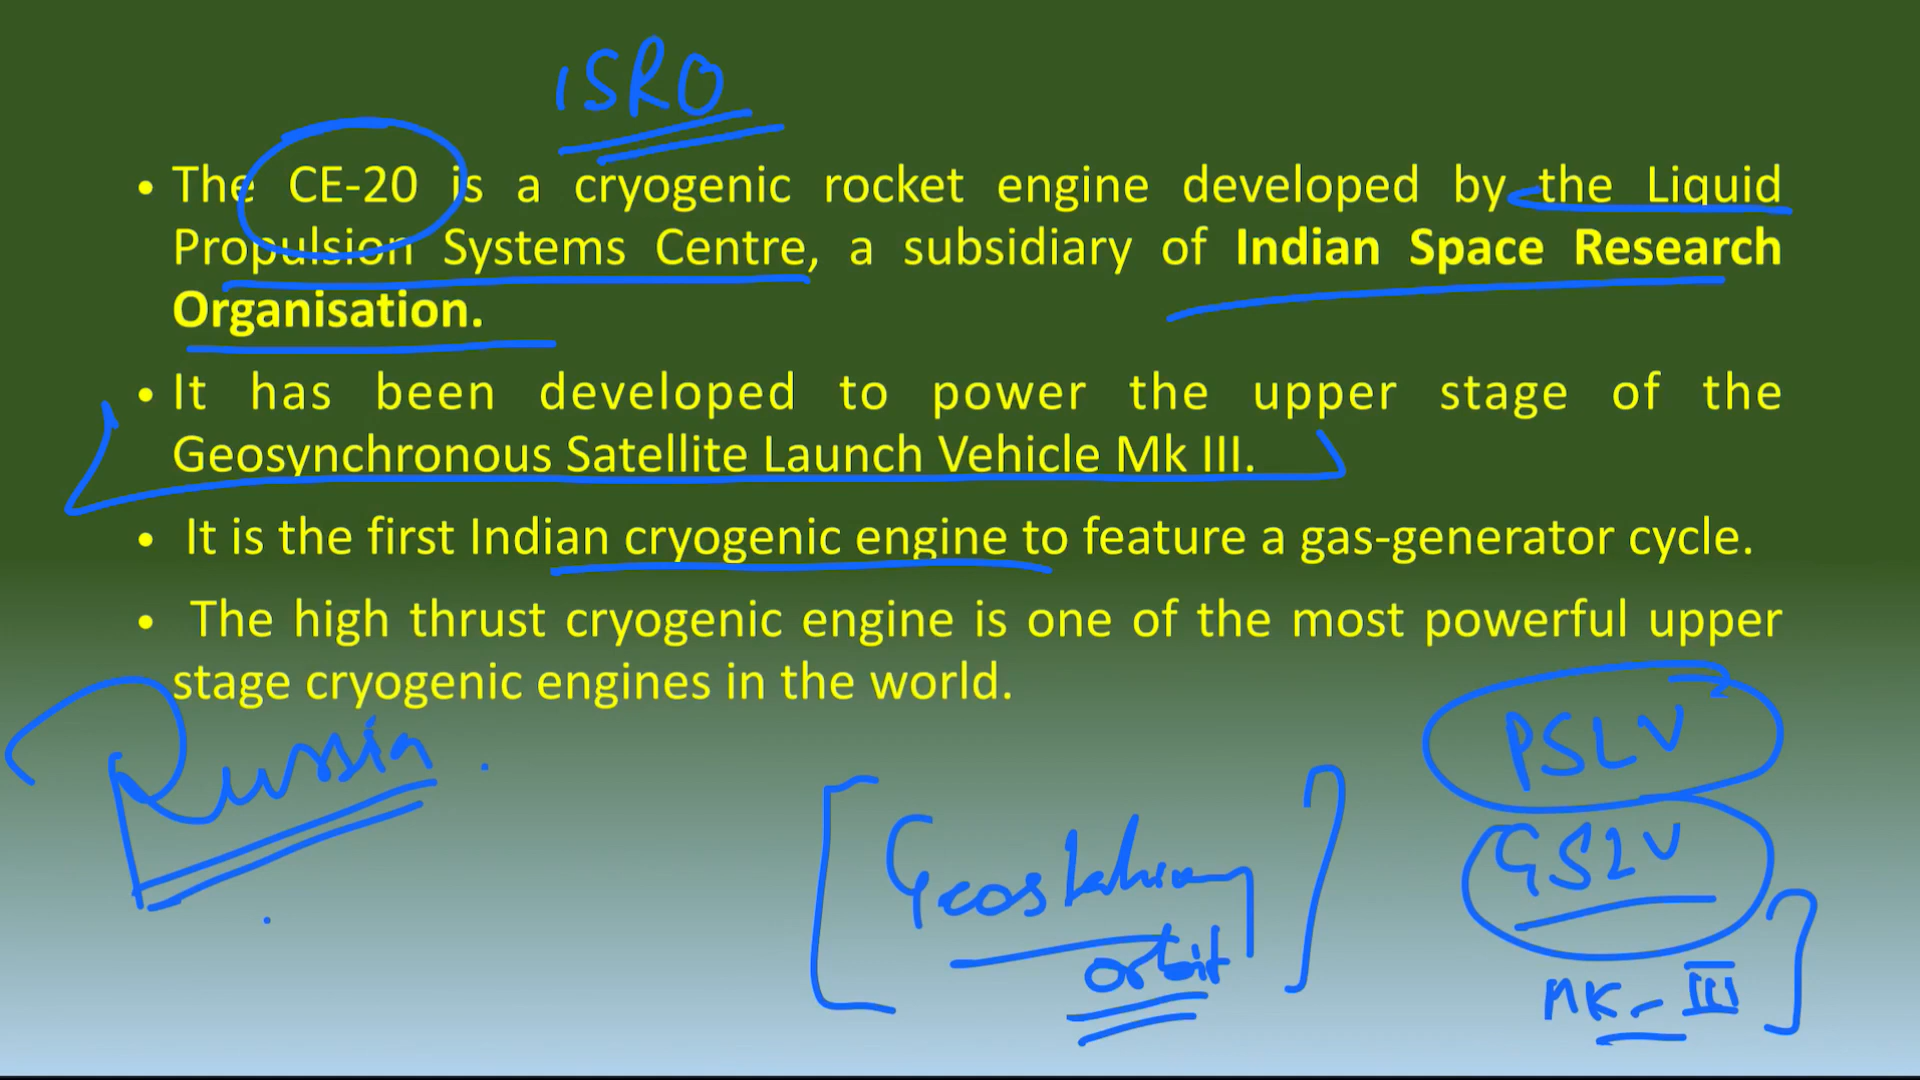 ISRO
• The CE-20 is a cryogenic rocket engine developed by the Liquid
Propulsion Systems Centre, a subsidiary of Indian Space Research
Organisation.
• It has been developed to power the upper stage of the
Geosynchronous Satellite Launch Vehicle Mk III.
• It is the first Indian cryogenic engine to feature a gas-generator cycle.
• The high thrust cryogenic engine is one of the most powerful upper
stage cryogenic engines in the world.
Russia
PSLV
Geostationary
GSLV
orbit
MK-III